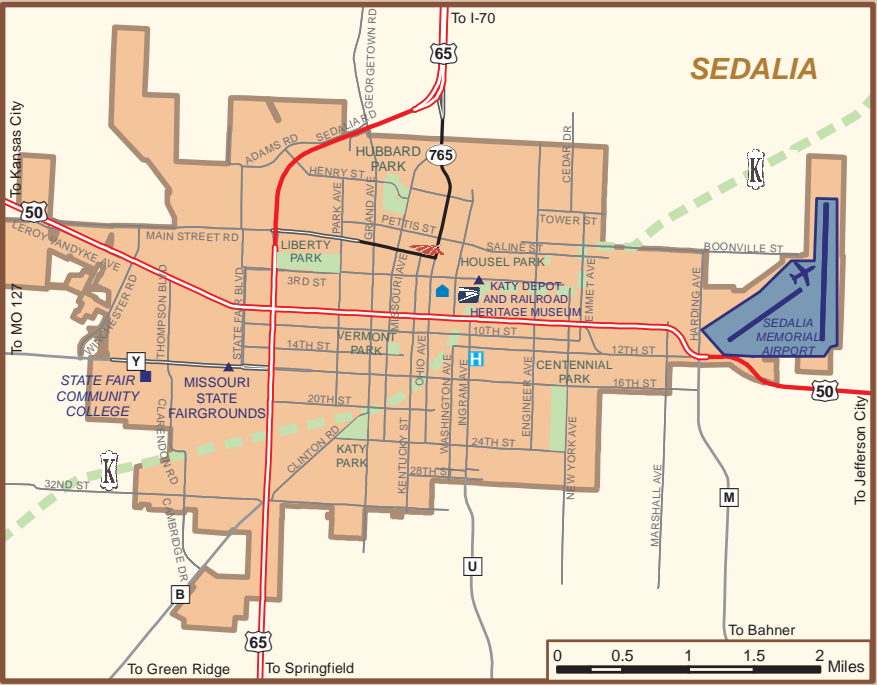 To I-70
65
SEDALIA
GEORGETOWN RD
SEDALIA RD
ADAMS RD
765
CEDAR DR
HUBBARD
PARK
K
HENRY ST
PARK AVE
GRAND AVE
To Kansas City
50
PETTIS ST
TOWER ST
LEROY VANDYKE AVE
MAIN STREET RD
LIBERTY
PARK
SALINE ST
HOUSEL PARK
BOONVILLE ST
3RD ST
MISSOURI AVE
KATY DEPOT
AND RAILROAD
HERITAGE MUSEUM
EMMET AVE
HARDING AVE
WINCHESTER RD
THOMPSON BLVD
STATE FAIR BLVD
To MO 127
SEDALIA
MEMORIAL
AIRPORT
10TH ST
VERMONT
PARK
14TH ST
12TH ST
OHIO AVE
H
Y
STATE FAIR
COMMUNITY
COLLEGE
MISSOURI
STATE
FAIRGROUNDS
WASHINGTON AVE
INGRAM AVE
ENGINEER AVE
CENTENNIAL
PARK
16TH ST
50
20TH ST
CLARENDON RD
CLINTON RD
KATY
PARK
KENTUCKY ST
24TH ST
28TH ST
NEW YORK AVE
MARSHALL AVE
To Jefferson City
K
32ND ST
CAMBRIDGE DR
M
U
B
65
To Bahner
To Green Ridge
To Springfield
0 0.5 1 1.5 2
Miles